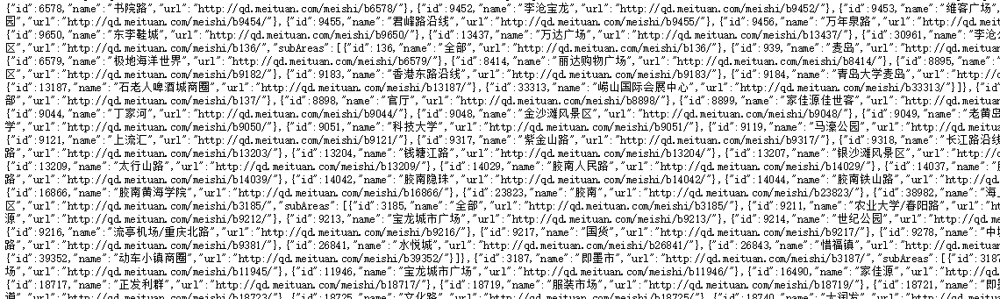 {"id":6578,"name":"书院路","url":"http://qd.meituan.com/meishi/b6578/"},{"id":9452,"name":"李沧宝龙","url":"http://qd.meituan.com/meishi/b9452/"},{"id":9453,"name":"维客广场",
园","url":"http://qd.meituan.com/meishi/b9454/"},{"id":9455,"name":"君峰路沿线","url":"http://qd.meituan.com/meishi/b9455/"},{"id":9456,"name":"万年泉路","url":"http
:9650,"name":"东李鞋城","url":"http://qd.meituan.com/meishi/b9650/"},{"id":13437,"name":"万达广场","url":"http://qd.meituan.com/meishi/b13437/"},{"id":30961,"name":"李沧
区","url":"http://qd.meituan.com/meishi/b136/","subAreas":[{"id":136,"name":"全部","url":"http://qd.meituan.com/meishi/b136/"},{"id":939,"name":"麦岛","url":"http://qd.
:6579,"name":"极地海洋世界","url":"http://qd.meituan.com/meishi/b6579/"},{"id":8414,"name":"丽达购物广场","url":"http://qd.meituan.com/meishi/b8414/"},{"id":8895,"name":
区","url":"http://qd.meituan.com/meishi/b9182/"},{"id":9183,"name":"香港东路沿线","url":"http://qd.meituan.com/meishi/b9183/"},{"id":9184,"name":"青岛大学麦岛","url":"
:13187,"name":"石老人啤酒城商圈","url":"http://qd.meituan.com/meishi/b13187/"},{"id":33313,"name":"崂山国际会展中心","url":"http://qd.meituan.com/meishi/b33313/"}]},{"id
部","url":"http://qd.meituan.com/meishi/b137/"},{"id":8898,"name":"官厅","url":"http://qd.meituan.com/meishi/b8898/"},{"id":8899,"name":"家佳源佳世客","url":"http://qd.
:9044,"name":"丁家河","url":"http://qd.meituan.com/meishi/b9044/"},{"id":9048,"name":"金沙滩风景区","url":"http://qd.meituan.com/meishi/b9048/"},{"id":9049,"name":"老黄岛
学","url":"http://qd.meituan.com/meishi/b9050/"},{"id":9051,"name":"科技大学","url":"http://qd.meituan.com/meishi/b9051/"},{"id":9119,"name":"马濠公园","url":"http://qd.
:9121,"name":"上流汇","url":"http://qd.meituan.com/meishi/b9121/"},{"id":9317,"name":"紫金山路","url":"http://qd.meituan.com/meishi/b9317/"},{"id":9318,"name":"长江路沿线
路","url":"http://qd.meituan.com/meishi/b13203/"},{"id":13204,"name":"钱塘江路","url":"http://qd.meituan.com/meishi/b13204/"},{"id":13207,"name":"银沙滩风景区","url":"
:13209,"name":"太行山路","url":"http://qd.meituan.com/meishi/b13209/"},{"id":14029,"name":"胶南人民路","url":"http://qd.meituan.com/meishi/b14029/"},{"id":14037,"name":
路","url":"http://qd.meituan.com/meishi/b14039/"},{"id":14042,"name":"胶南隐珠","url":"http://qd.meituan.com/meishi/b14042/"},{"id":14044,"name":"胶南铁山路","url":"http
:16866,"name":"胶南黄海学院","url":"http://qd.meituan.com/meishi/b16866/"},{"id":23823,"name":"胶南","url":"http://qd.meituan.com/meishi/b23823/"},{"id":38982,"name":"海
区","url":"http://qd.meituan.com/meishi/b3185/","subAreas":[{"id":3185,"name":"全部","url":"http://qd.meituan.com/meishi/b3185/"},{"id":9211,"name":"农业大学/春阳路","url":"ht
源","url":"http://qd.meituan.com/meishi/b9212/"},{"id":9213,"name":"宝龙城市广场","url":"http://qd.meituan.com/meishi/b9213/"},{"id":9214,"name":"世纪公园","url":"http
:9216,"name":"流亭机场/重庆北路","url":"http://qd.meituan.com/meishi/b9216/"},{"id":9217,"name":"国货","url":"http://qd.meituan.com/meishi/b9217/"},{"id":9278,"name":"中
路","url":"http://qd.meituan.com/meishi/b9381/"},{"id":26841,"name":"水悦城","url":"http://qd.meituan.com/meishi/b26841/"},{"id":26843,"name":"惜福镇","url":"http://qd.
:39352,"name":"动车小镇商圈","url":"http://qd.meituan.com/meishi/b39352/"}]},{"id":3187,"name":"即墨市","url":"http://qd.meituan.com/meishi/b3187/","subAreas":[{"id":3187
场","url":"http://qd.meituan.com/meishi/b11945/"},{"id":11946,"name":"宝龙城市广场","url":"http://qd.meituan.com/meishi/b11946/"},{"id":16490,"name":"家佳源","url":"http
:18717,"name":"正发利群","url":"http://qd.meituan.com/meishi/b18717/"},{"id":18719,"name":"服装市场","url":"http://qd.meituan.com/meishi/b18719/"},{"id":18721,"name":"即
道","url":"http://qd.meituan.com/meishi/b18723/"},{"id":18725,"name":"文化路","url":"http://qd.meituan.com/meishi/b18725/"},{"id":18740,"name":"大润发","url":"http